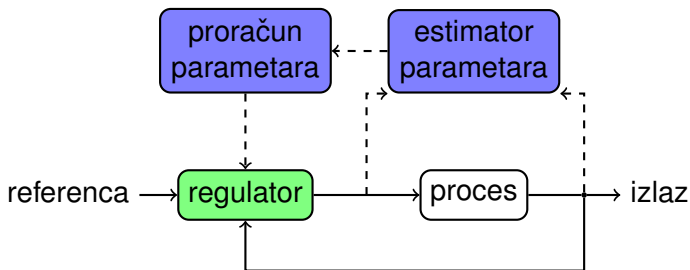 proračun
parametara
estimator
parametara
referenca
regulator
proces
izlaz